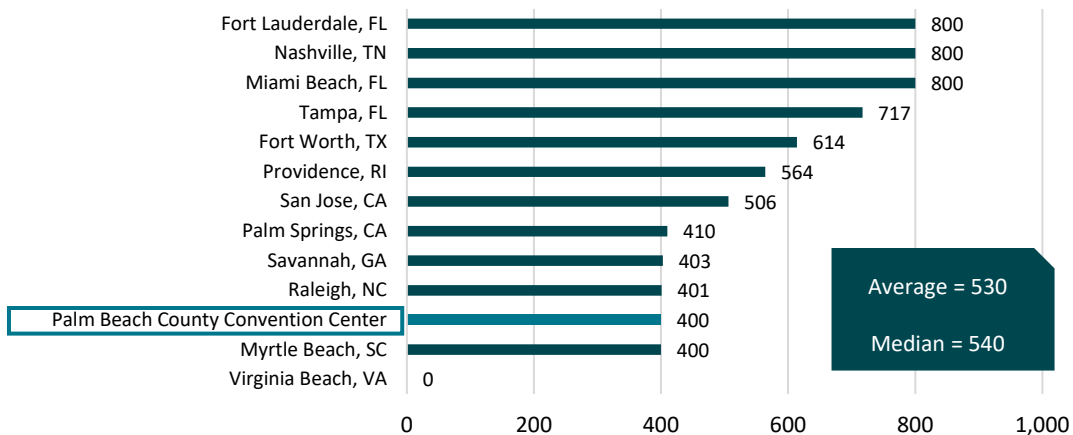 Fort Lauderdale, FL 800
Nashville, TN 800
Miami Beach, FL 800
Tampa, FL 717
Fort Worth, TX 614
Providence, RI 564
San Jose, CA 506
Palm Springs, CA 410
Savannah, GA 403
Raleigh, NC 401
Palm Beach County Convention Center 400
Myrtle Beach, SC 400
Virginia Beach, VA 0
Average = 530
Median = 540
0 200 400 600 800 1,000